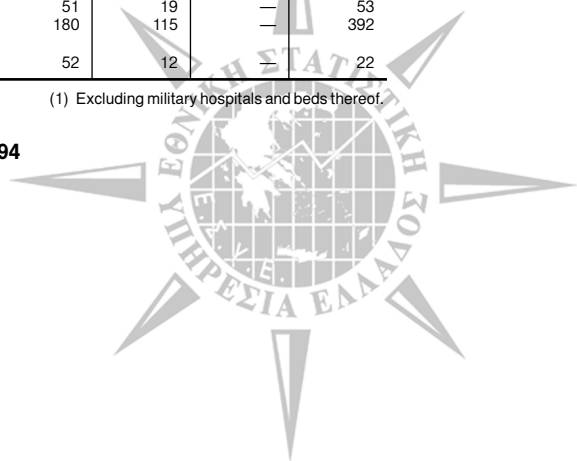 51 19 — 53
180 115 — 392
52 12 — 22
(1) Excluding military hospitals and beds thereof.
94
ΕΘΝΙΚΗ ΣΤΑΤΙΣΤΙΚΗ
ΥΠΗΡΕΣΙΑ ΕΛΛΑΔΟΣ
Ε.Σ.Υ.Ε.